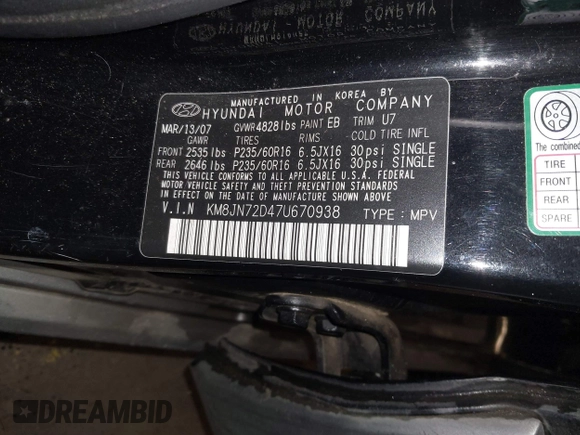 MANUFACTURED IN KOREA BY
HYUNDAI MOTOR COMPANY
MAR/13/07 GVWR 4828lbs PAINT EB TRIM U7
GAWR TIRES RIMS COLD TIRE INFL
FRONT 2535 lbs P235/60R16 6.5JX16 30psi SINGLE
REAR 2646 lbs P235/60R16 6.5JX16 30psi SINGLE
THIS VEHICLE CONFORMS TO ALL APPLICABLE U.S.A. FEDERAL
MOTOR VEHICLE SAFETY AND THEFT PREVENTION STANDARDS
IN EFFECT ON THE DATE OF MANUFACTURE SHOWN ABOVE.
V.I.N KM8JN72D47U670938 TYPE: MPV
The combined
TIRE
FRONT
REAR
SPARE
DREAMBID